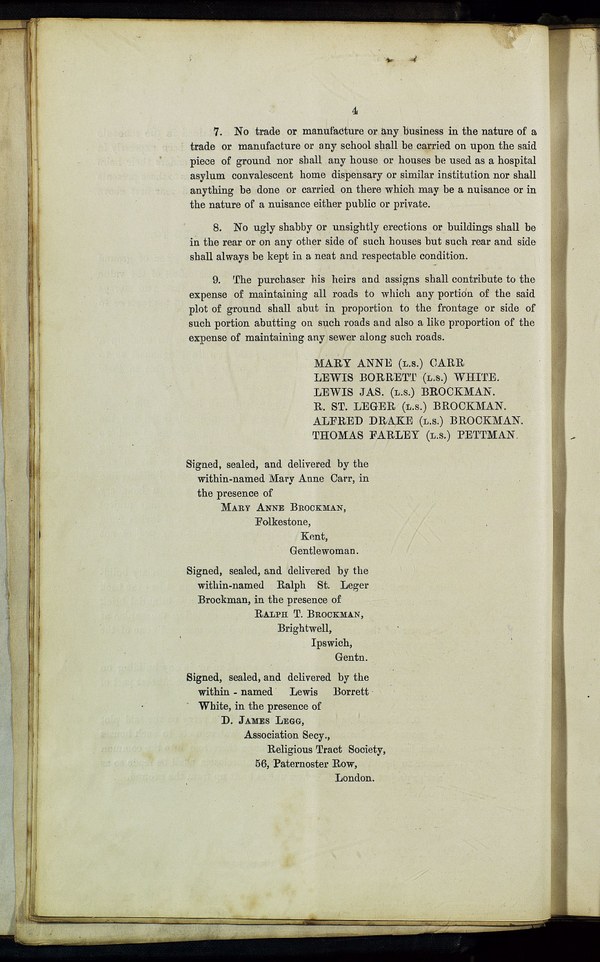 4
7. No trade or manufacture or any business in the nature of a
trade or manufacture or any school shall be carried on upon the said
piece of ground nor shall any house or houses be used as a hospital
asylum convalescent home dispensary or similar institution nor shall
anything be done or carried on there which may be a nuisance or in
the nature of a nuisance either public or private.
8. No ugly shabby or unsightly erections or buildings shall be
in the rear or on any other side of such houses but such rear and side
shall always be kept in a neat and respectable condition.
9. The purchaser his heirs and assigns shall contribute to the
expense of maintaining all roads to which any portion of the said
plot of ground shall abut in proportion to the frontage or side of
such portion abutting on such roads and also a like proportion of the
expense of maintaining any sewer along such roads.
MARY ANNE (L.S.) CARR
LEWIS BORRETT (L.S.) WHITE.
LEWIS JAS. (L.S.) BROCKMAN.
R. ST. LEGER (L.S.) BROCKMAN.
ALFRED DRAKE (L.S.) BROCKMAN.
THOMAS FARLEY (L.S.) PETTMAN.
Signed, sealed, and delivered by the
within-named Mary Anne Carr, in
the presence of
MARY ANNE BROCKMAN,
Folkestone,
Kent,
Gentlewoman.
Signed, sealed, and delivered by the
within-named Ralph St. Leger
Brockman, in the presence of
RALPH T. BROCKMAN,
Brightwell,
Ipswich,
Gentn.
Signed, sealed, and delivered by the
within-named Lewis Borrett
White, in the presence of
D. JAMES LEGG,
Association Secy.,
Religious Tract Society,
56, Paternoster Row,
London.